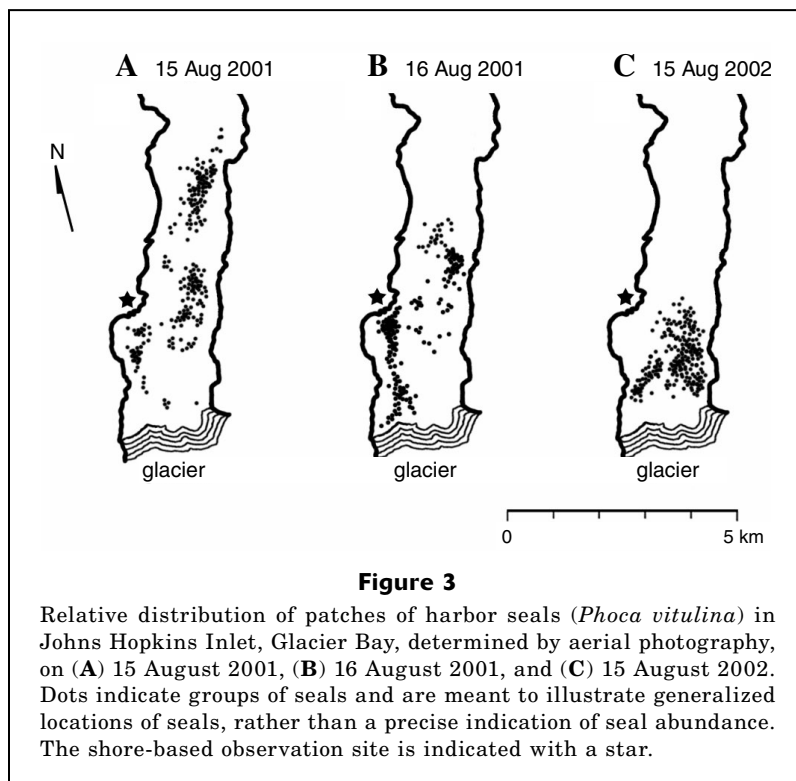 A 15 Aug 2001
B 16 Aug 2001
C 15 Aug 2002
N
glacier
glacier
glacier
0
5 km
Figure 3
Relative distribution of patches of harbor seals (Phoca vitulina) in
Johns Hopkins Inlet, Glacier Bay, determined by aerial photography,
on (A) 15 August 2001, (B) 16 August 2001, and (C) 15 August 2002.
Dots indicate groups of seals and are meant to illustrate generalized
locations of seals, rather than a precise indication of seal abundance.
The shore-based observation site is indicated with a star.